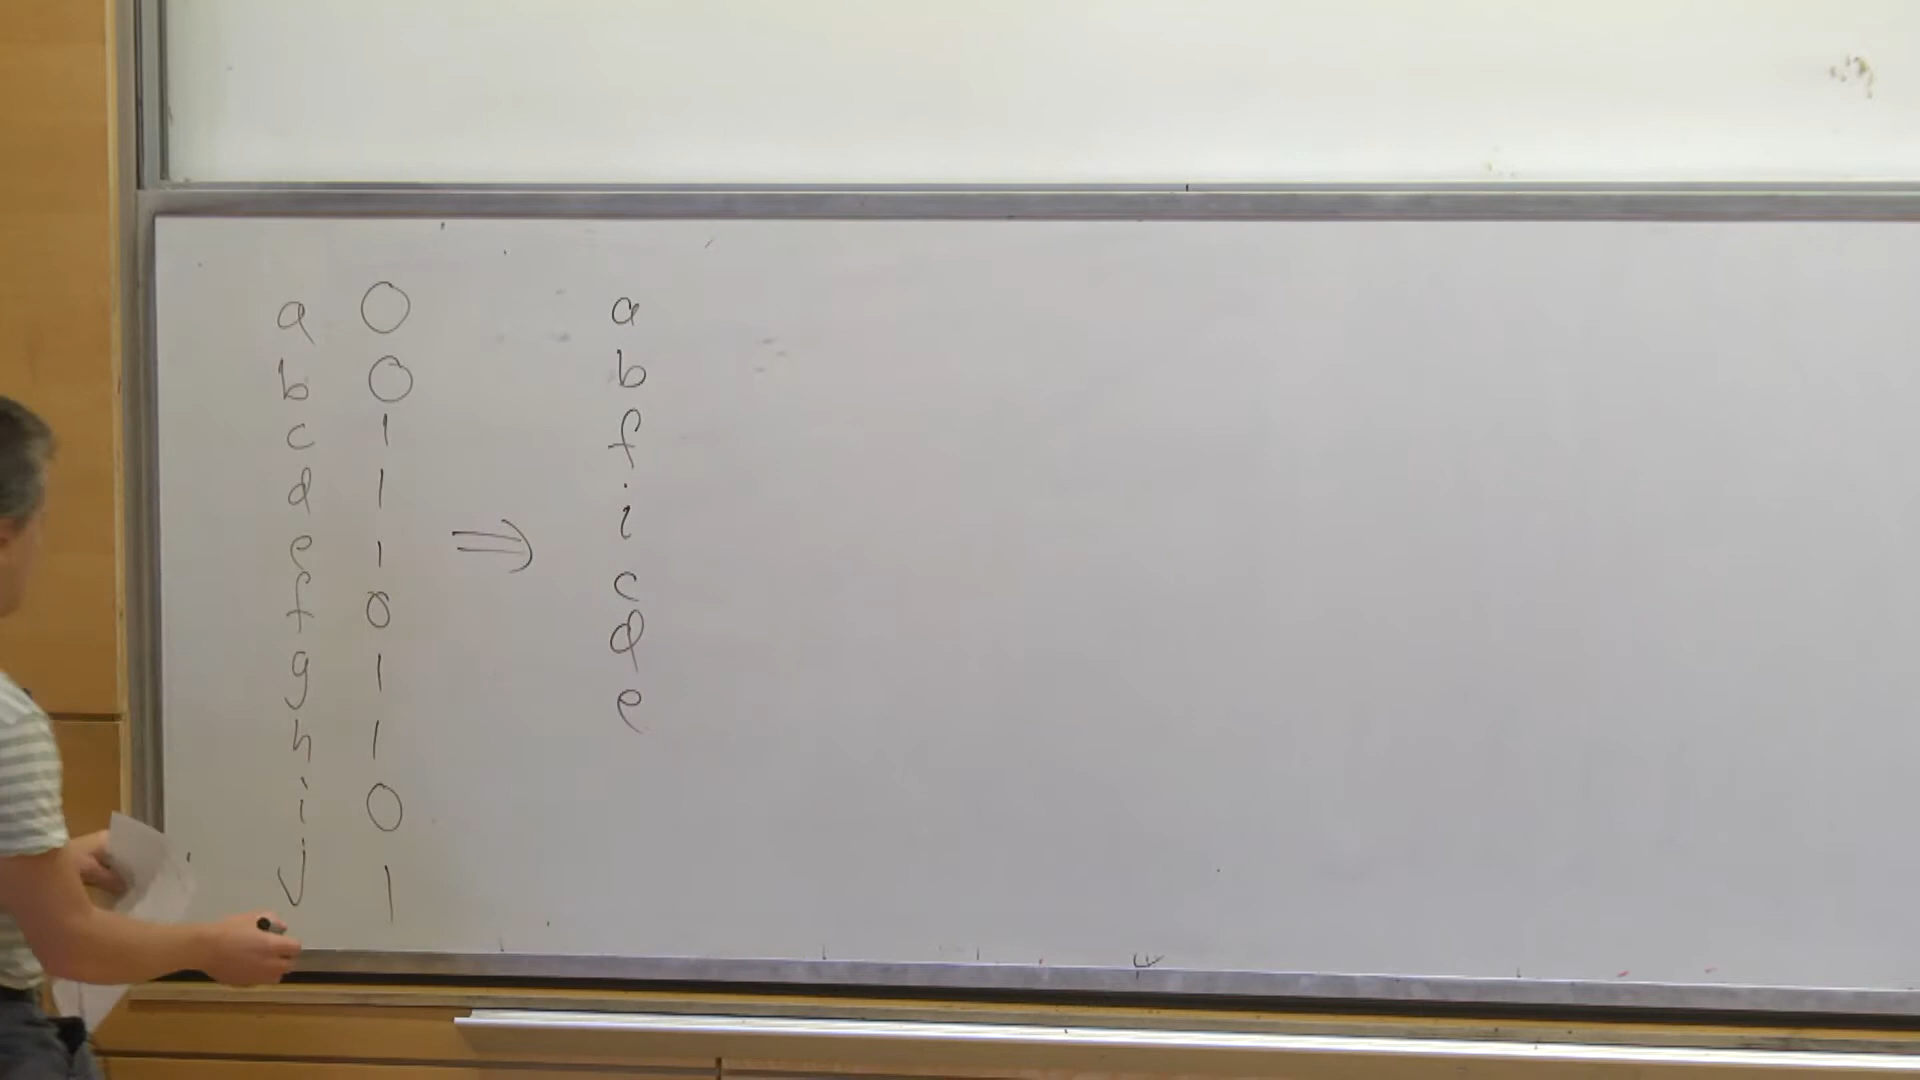 a 0 a
b 0 b
c 1 f
d 1 i
e 1 ⇒ c
f 0 d
g 1 e
h 1
i 0
j 1